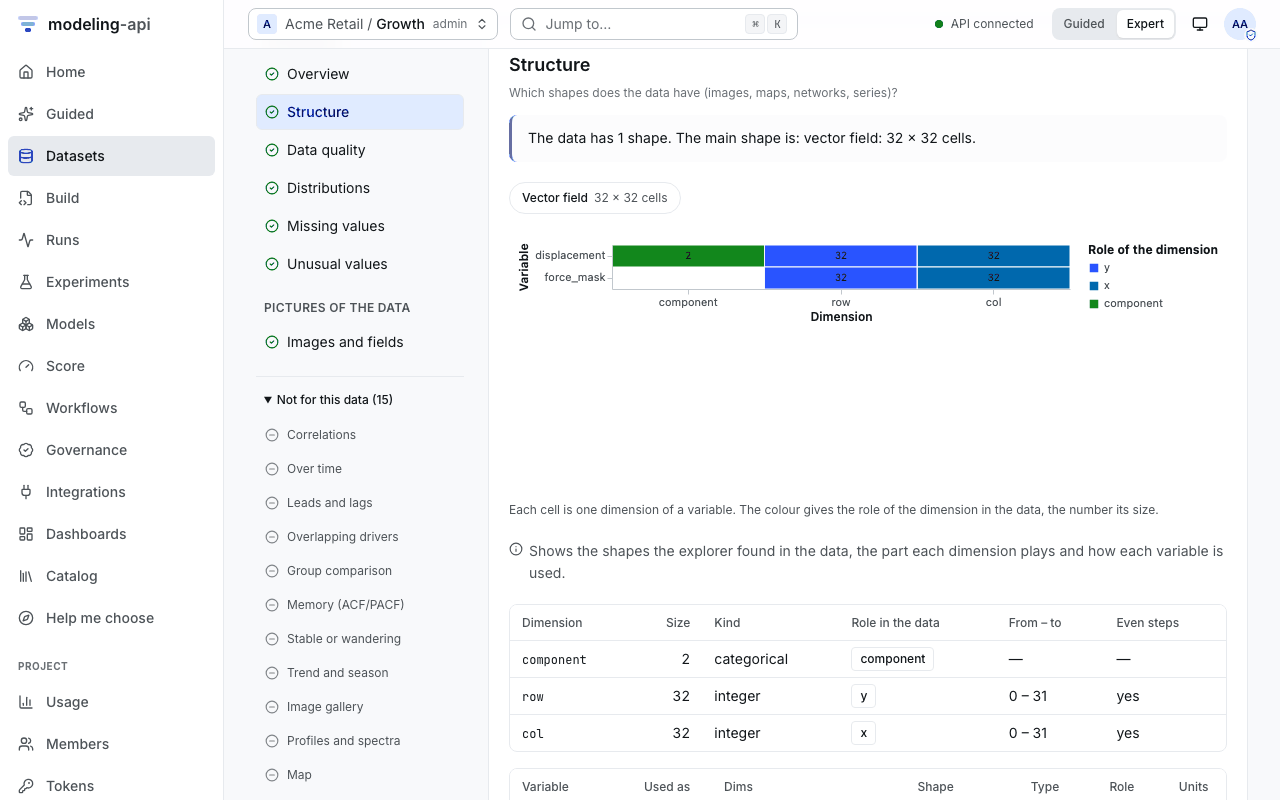 modeling-api
A
Acme Retail / Growth admin
Jump to...
⌘ K
API connected
Guided
Expert
AA
Home
Guided
Datasets
Build
Runs
Experiments
Models
Score
Workflows
Governance
Integrations
Dashboards
Catalog
Help me choose
PROJECT
Usage
Members
Tokens
Overview
Structure
Data quality
Distributions
Missing values
Unusual values
PICTURES OF THE DATA
Images and fields
▼ Not for this data (15)
Correlations
Over time
Leads and lags
Overlapping drivers
Group comparison
Memory (ACF/PACF)
Stable or wandering
Trend and season
Image gallery
Profiles and spectra
Map
Structure
Which shapes does the data have (images, maps, networks, series)?
The data has 1 shape. The main shape is: vector field: 32 × 32 cells.
Vector field 32 × 32 cells
Variable
displacement 2 32 32
force_mask 32 32
component row col
Dimension
Role of the dimension
y
x
component
Each cell is one dimension of a variable. The colour gives the role of the dimension in the data, the number its size.
Shows the shapes the explorer found in the data, the part each dimension plays and how each variable is
used.
Dimension Size Kind Role in the data From – to Even steps
component 2 categorical component — —
row 32 integer y 0 – 31 yes
col 32 integer x 0 – 31 yes
Variable Used as Dims Shape Type Role Units